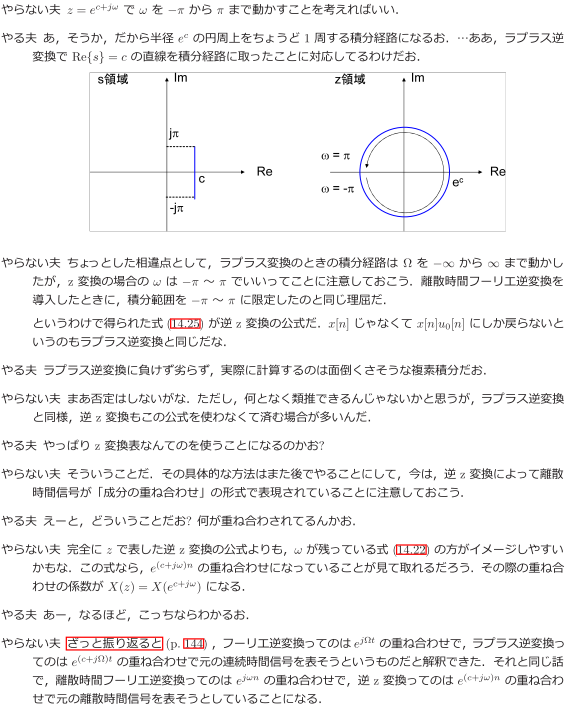 やらない夫 z = e^{c+jω} で ω を −π から π まで動かすことを考えればいい．
やる夫 あ，そうか，だから半径 e^c の円周上をちょうど 1 周する積分経路になるお．…ああ，ラプラス逆変
換で Re{s} = c の直線を積分経路に取ったことに対応してるわけだお．
s領域 Im
z領域 Im
jπ
ω = π
Re
Re
c
e^c
ω = -π
-jπ
やらない夫 ちょっとした相違点として，ラプラス変換のときの積分経路は Ω を −∞ から ∞ まで動かし
たが，z 変換の場合の ω は −π ～ π でいいってことに注意しておこう．離散時間フーリエ逆変換を
導入したときに，積分範囲を −π ～ π に限定したのと同じ理屈だ．
というわけで得られた式 (14.25) が逆 z 変換の公式だ．x[n] じゃなくて x[n]u_0[n] にしか戻らないと
いうのもラプラス逆変換と同じだな．
やる夫 ラプラス逆変換に負けず劣らず，実際に計算するのは面倒くさそうな複素積分だお．
やらない夫 まあ否定はしないがな．ただし，何となく類推できるんじゃないかと思うが，ラプラス逆変換
と同様，逆 z 変換もこの公式を使わなくて済む場合が多いんだ．
やる夫 やっぱり z 変換表なんてのを使うことになるのかお?
やらない夫 そういうことだ．その具体的な方法はまた後でやることにして，今は，逆 z 変換によって離散
時間信号が「成分の重ね合わせ」の形式で表現されていることに注意しておこう．
やる夫 えーと，どういうことだお? 何が重ね合わされてるんかお．
やらない夫 完全に z で表した逆 z 変換の公式よりも，ω が残っている式 (14.22) の方がイメージしやすい
かもな．この式なら，e^{(c+jω)n} の重ね合わせになっていることが見て取れるだろう．その際の重ね合
わせの係数が X(z) = X(e^{c+jω}) になる．
やる夫 あー，なるほど，こっちならわかるお．
やらない夫 ざっと振り返ると (p. 144) ，フーリエ逆変換ってのは e^{jΩt} の重ね合わせで，ラプラス逆変換っ
てのは e^{(c+jΩ)t} の重ね合わせで元の連続時間信号を表そうというものだと解釈できた．それと同じ話
で，離散時間フーリエ逆変換ってのは e^{jωn} の重ね合わせで，逆 z 変換ってのは e^{(c+jω)n} の重ね合わ
せで元の離散時間信号を表そうとしていることになる．